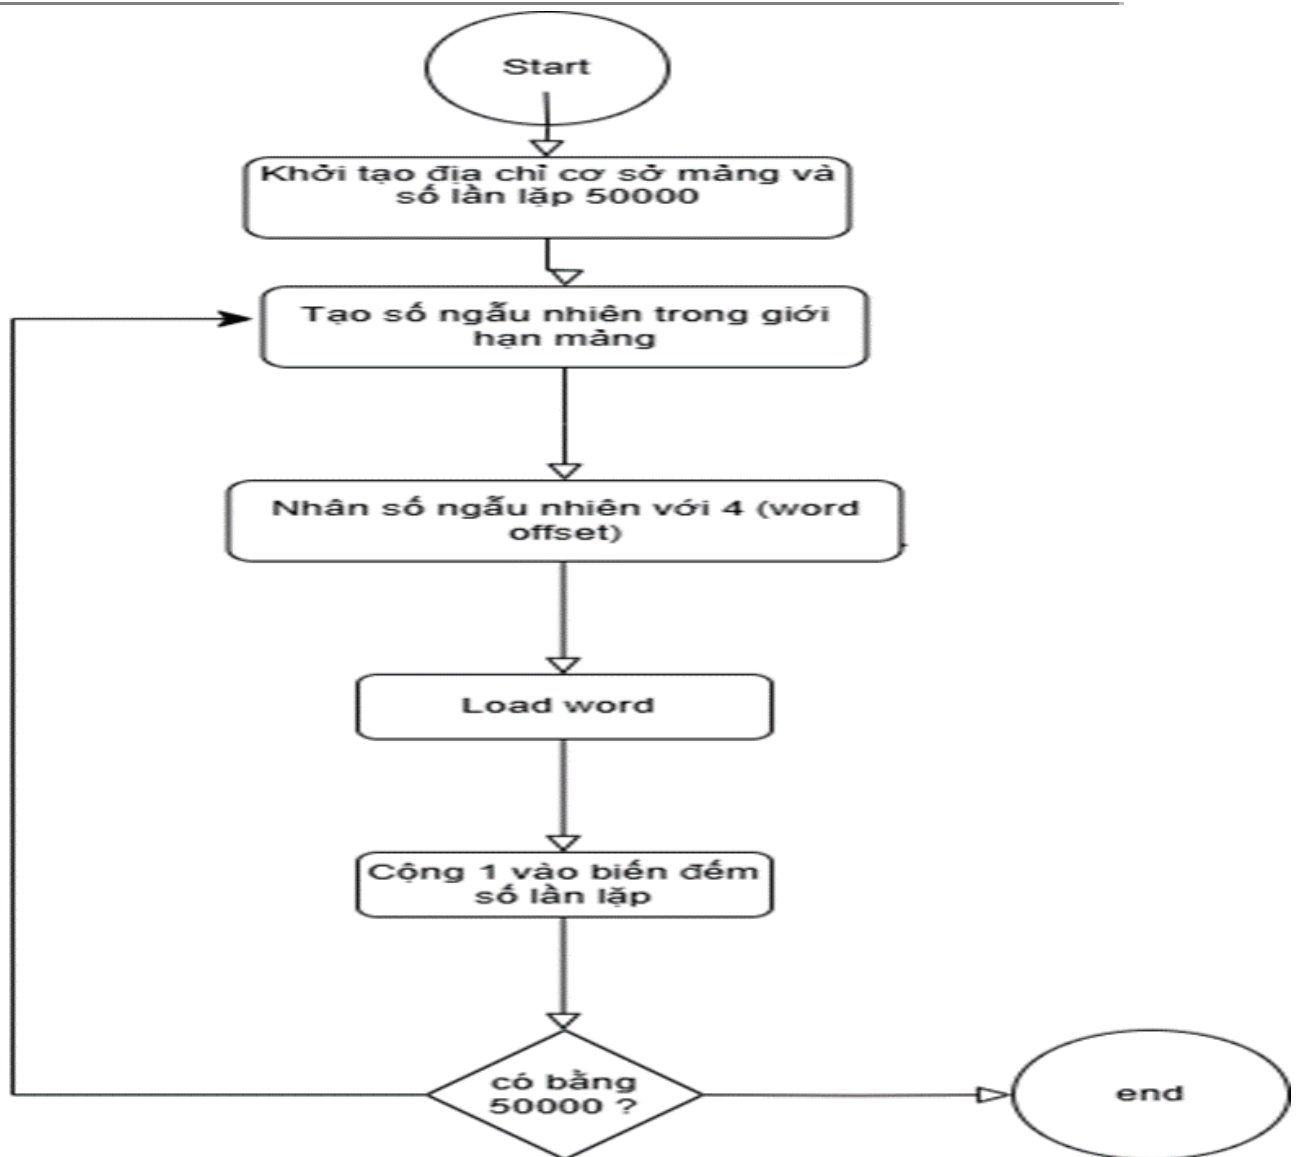 Start
Khởi tạo địa chỉ cơ sở mảng và
số lần lặp 50000
Tạo số ngẫu nhiên trong giới
hạn mảng
Nhân số ngẫu nhiên với 4 (word
offset)
Load word
Cộng 1 vào biến đếm
số lần lặp
có bằng
50000 ?
end